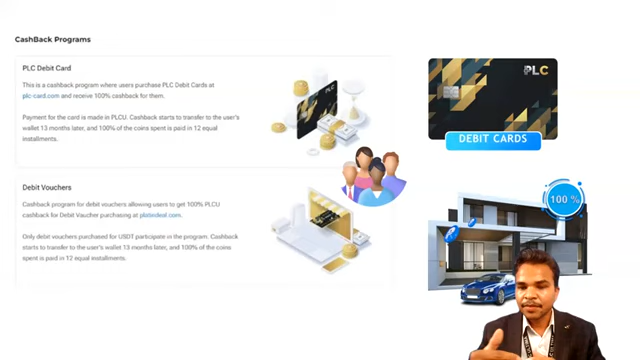 CashBack Programs
PLC Debit Card
This is a cashback program where users purchase PLC Debit Cards at
plc-card.com and receive 100% cashback for them.
Payment for the card is made in PLCU. Cashback starts to transfer to the user's
wallet 13 months later, and 100% of the coins spent is paid in 12 equal
installments.
PLC
DEBIT CARDS
Debit Vouchers
Cashback program for debit vouchers allowing users to get 100% PLCU
cashback for Debit Voucher purchasing at platindeal.com.
Only debit vouchers purchased for USDT participate in the program. Cashback
starts to transfer to the user's wallet 13 months later, and 100% of the coins
spent is paid in 12 equal installments.
100 %